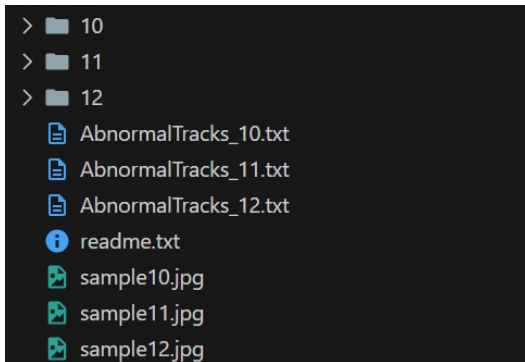 10
11
12
AbnormalTracks_10.txt
AbnormalTracks_11.txt
AbnormalTracks_12.txt
readme.txt
sample10.jpg
sample11.jpg
sample12.jpg